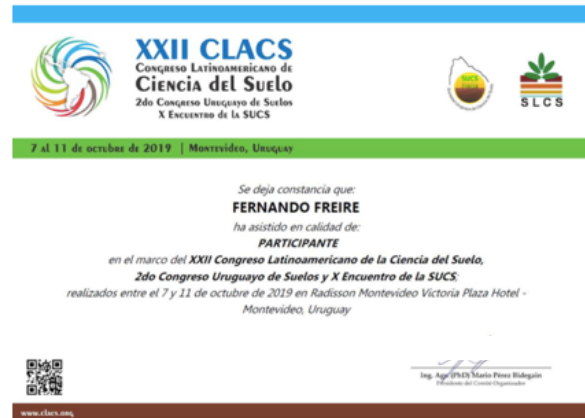 XXII CLACS
Congreso Latinoamericano de
Ciencia del Suelo
2do Congreso Uruguayo de Suelos
X Encuentro de la SUCS
SUCS
SLCS
7 al 11 de octubre de 2019 | Montevideo, Uruguay
Se deja constancia que:
FERNANDO FREIRE
ha asistido en calidad de:
PARTICIPANTE
en el marco del XXII Congreso Latinoamericano de la Ciencia del Suelo,
2do Congreso Uruguayo de Suelos y X Encuentro de la SUCS;
realizados entre el 7 y 11 de octubre de 2019 en Radisson Montevideo Victoria Plaza Hotel -
Montevideo, Uruguay
Ing. Agr. (PhD) Mario Pérez Bidegain
Presidente del Comité Organizador
www.clacs.org